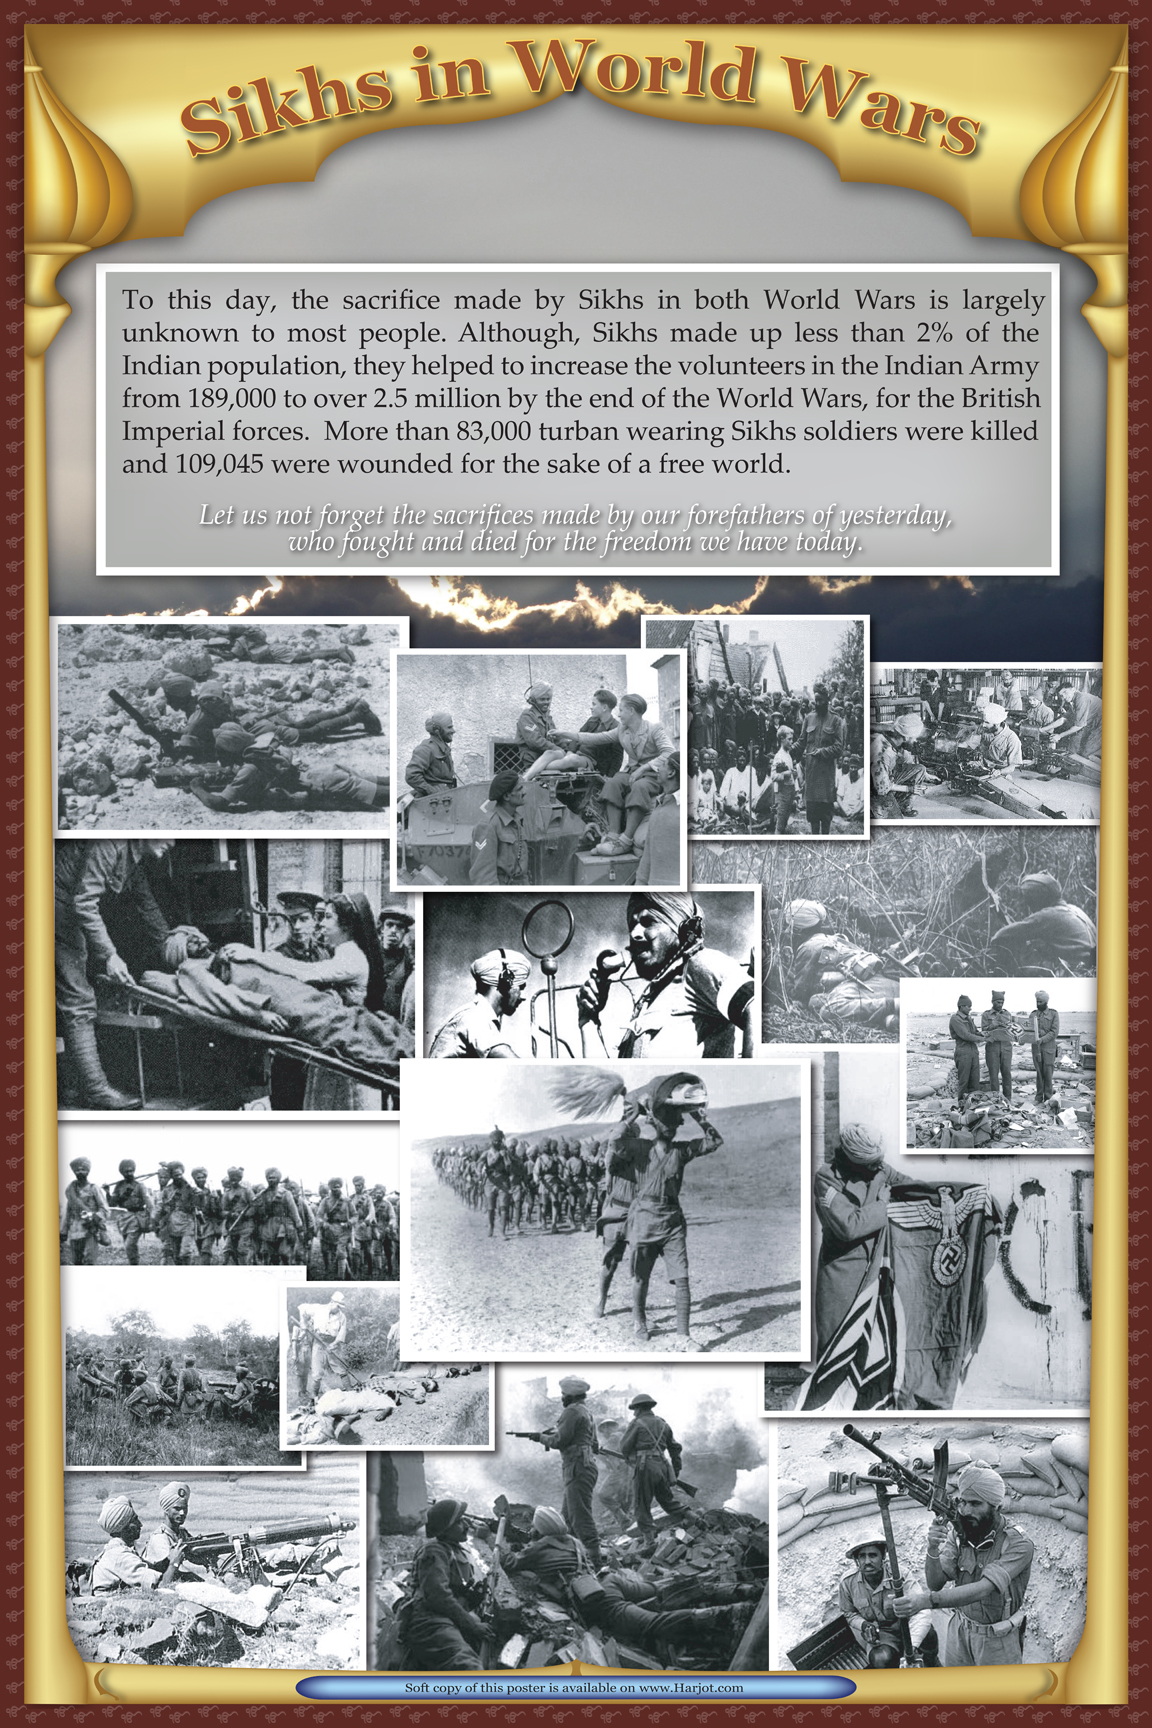 Sikhs in World Wars
To this day, the sacrifice made by Sikhs in both World Wars is largely
unknown to most people. Although, Sikhs made up less than 2% of the
Indian population, they helped to increase the volunteers in the Indian Army
from 189,000 to over 2.5 million by the end of the World Wars, for the British
Imperial forces. More than 83,000 turban wearing Sikhs soldiers were killed
and 109,045 were wounded for the sake of a free world.
Let us not forget the sacrifices made by our forefathers of yesterday,
who fought and died for the freedom we have today.
Soft copy of this poster is available on www.Harjot.com